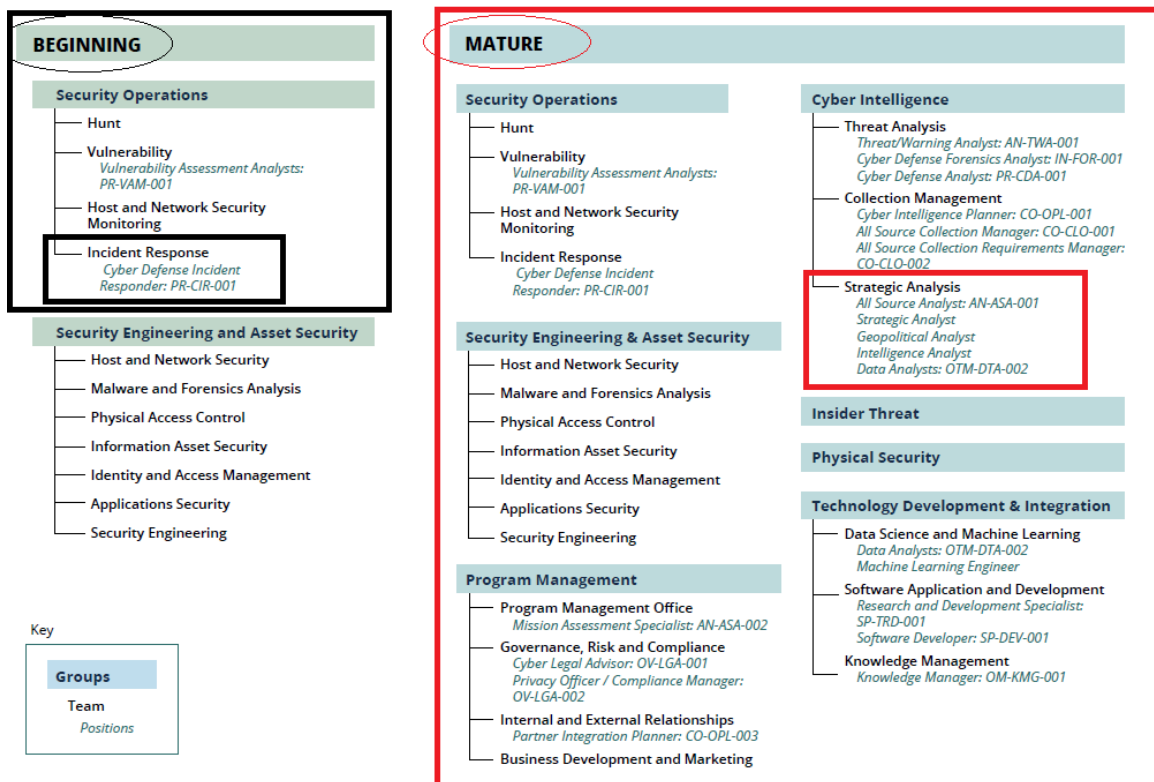 BEGINNING
Security Operations
Hunt
Vulnerability
Vulnerability Assessment Analysts:
PR-VAM-001
Host and Network Security
Monitoring
Incident Response
Cyber Defense Incident
Responder: PR-CIR-001
Security Engineering and Asset Security
Host and Network Security
Malware and Forensics Analysis
Physical Access Control
Information Asset Security
Identity and Access Management
Applications Security
Security Engineering
Key
Groups
Team
Positions
MATURE
Security Operations
Hunt
Vulnerability
Vulnerability Assessment Analysts:
PR-VAM-001
Host and Network Security
Monitoring
Incident Response
Cyber Defense Incident
Responder: PR-CIR-001
Security Engineering & Asset Security
Host and Network Security
Malware and Forensics Analysis
Physical Access Control
Information Asset Security
Identity and Access Management
Applications Security
Security Engineering
Program Management
Program Management Office
Mission Assessment Specialist: AN-ASA-002
Governance, Risk and Compliance
Cyber Legal Advisor: OV-LGA-001
Privacy Officer / Compliance Manager:
OV-LGA-002
Internal and External Relationships
Partner Integration Planner: CO-OPL-003
Business Development and Marketing
Cyber Intelligence
Threat Analysis
Threat/Warning Analyst: AN-TWA-001
Cyber Defense Forensics Analyst: IN-FOR-001
Cyber Defense Analyst: PR-CDA-001
Collection Management
Cyber Intelligence Planner: CO-OPL-001
All Source Collection Manager: CO-CLO-001
All Source Collection Requirements Manager:
CO-CLO-002
Strategic Analysis
All Source Analyst: AN-ASA-001
Strategic Analyst
Geopolitical Analyst
Intelligence Analyst
Data Analysts: OTM-DTA-002
Insider Threat
Physical Security
Technology Development & Integration
Data Science and Machine Learning
Data Analysts: OTM-DTA-002
Machine Learning Engineer
Software Application and Development
Research and Development Specialist:
SP-TRD-001
Software Developer: SP-DEV-001
Knowledge Management
Knowledge Manager: OM-KMG-001